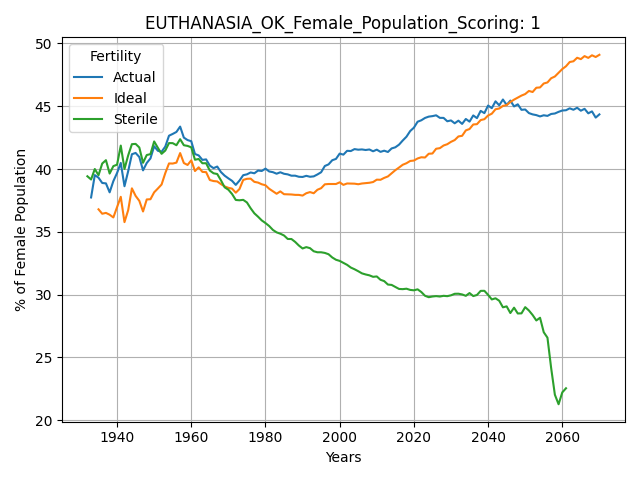 EUTHANASIA_OK_Female_Population_Scoring: 1
Fertility
Actual
Ideal
Sterile
% of Female Population
50
45
40
35
30
25
20
1940
1960
1980
2000
2020
2040
2060
Years